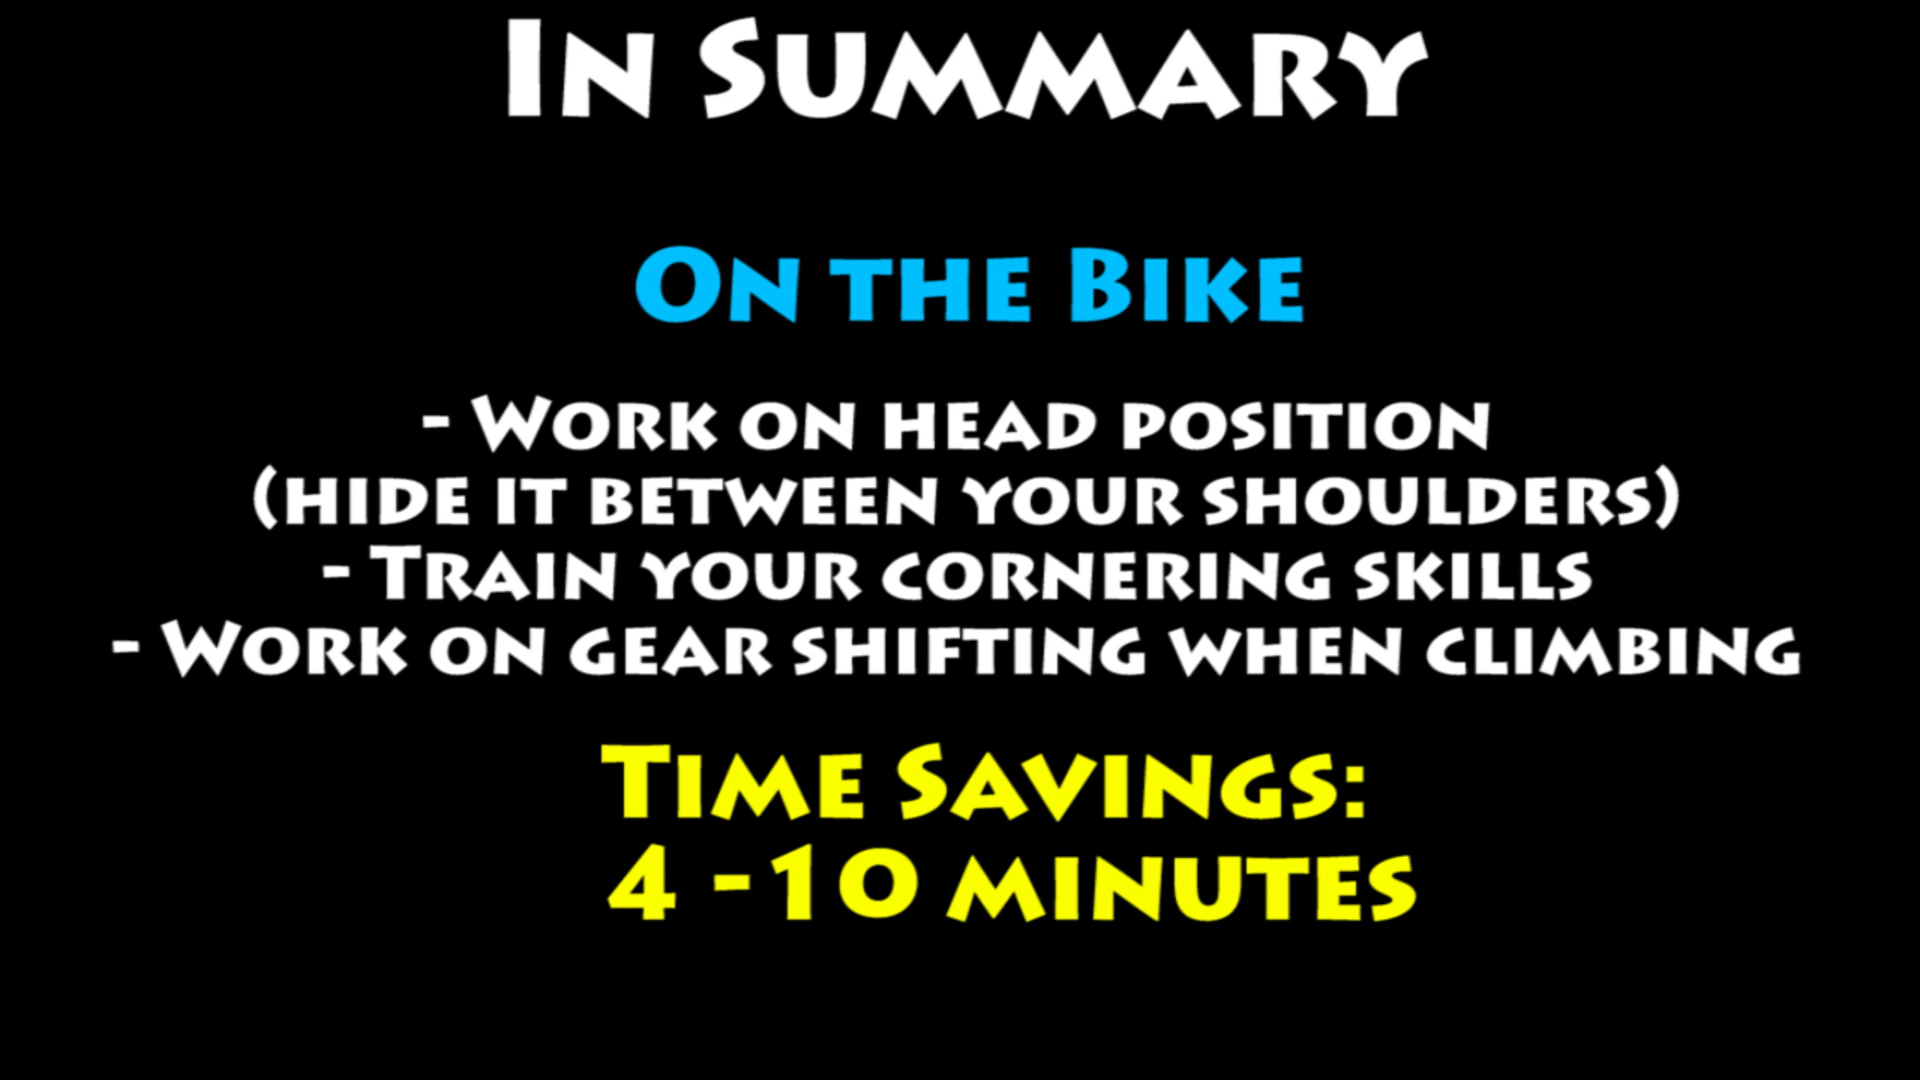 In Summary
On the Bike
- Work on head position
(hide it between your shoulders)
- Train your cornering skills
- Work on gear shifting when climbing
Time Savings:
4 -10 minutes